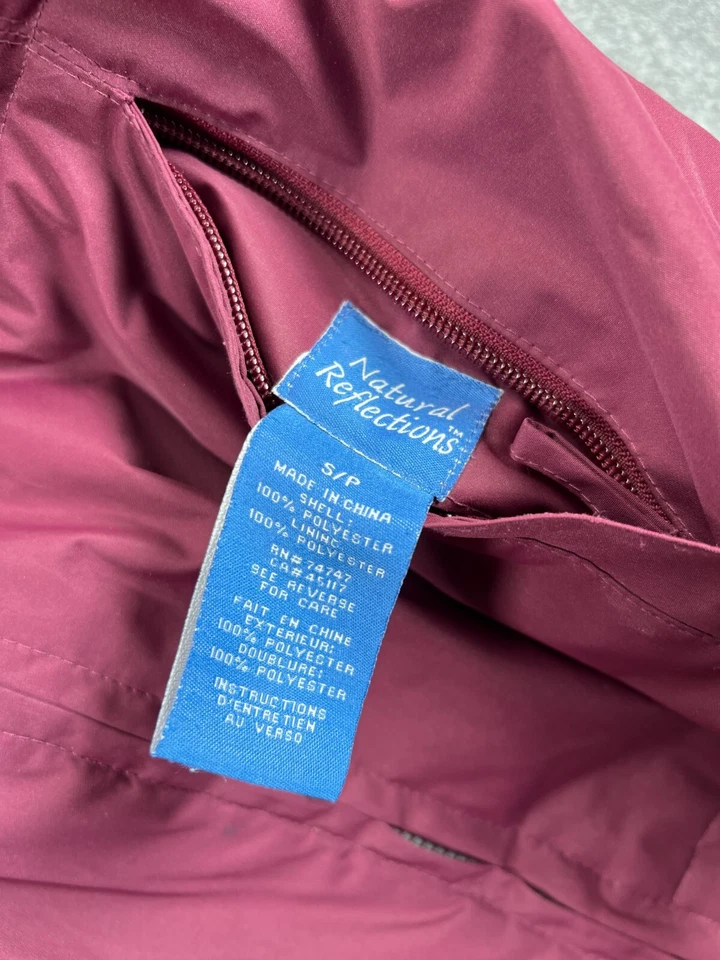 Natural
Reflections™
S/P
MADE IN CHINA
SHELL:
100% POLYESTER
LINING:
100% POLYESTER
RN# 74747
CA# 45117
SEE REVERSE
FOR CARE
FAIT EN CHINE
EXTERIEUR:
100% POLYESTER
DOUBLURE:
100% POLYESTER
INSTRUCTIONS
D'ENTRETIEN
AU VERSO